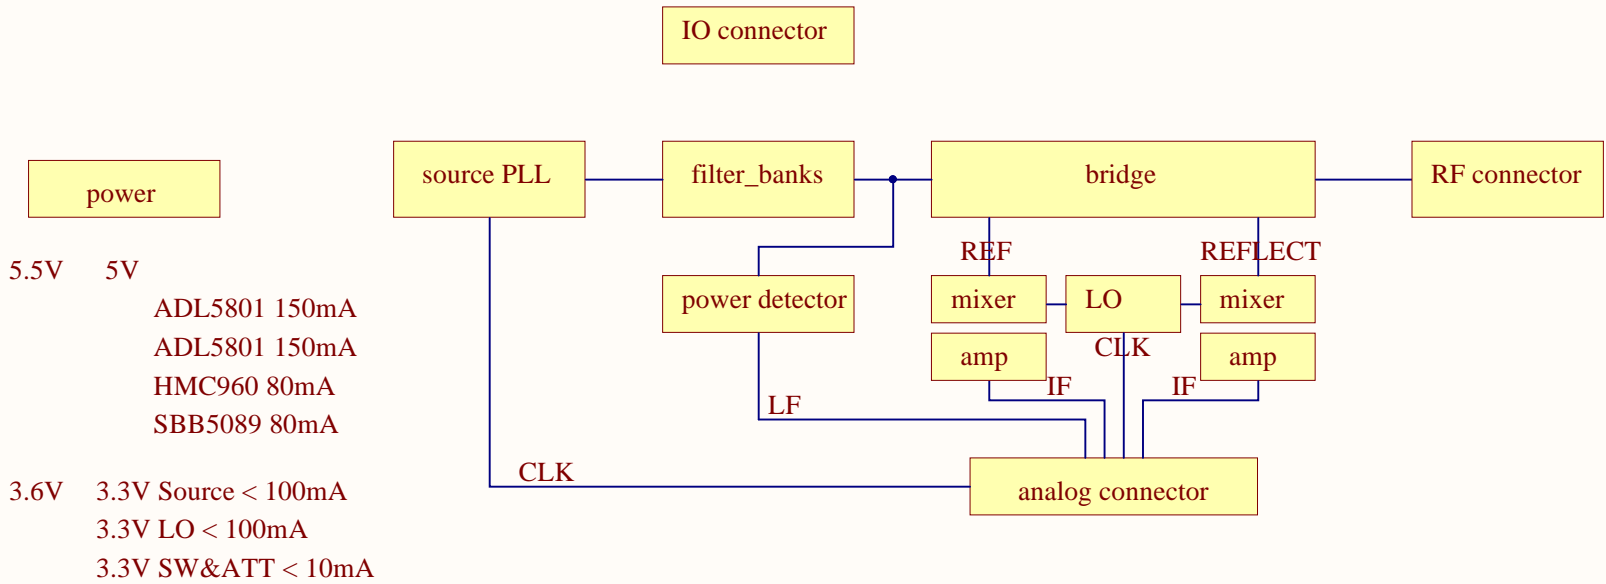 IO connector
source PLL
filter_banks
bridge
RF connector
power
REF
REFLECT
5.5V 5V
power detector
mixer
LO
mixer
ADL5801 150mA
ADL5801 150mA
amp
CLK
amp
HMC960 80mA
IF
IF
LF
SBB5089 80mA
CLK
3.6V 3.3V Source < 100mA
analog connector
3.3V LO < 100mA
3.3V SW&ATT < 10mA